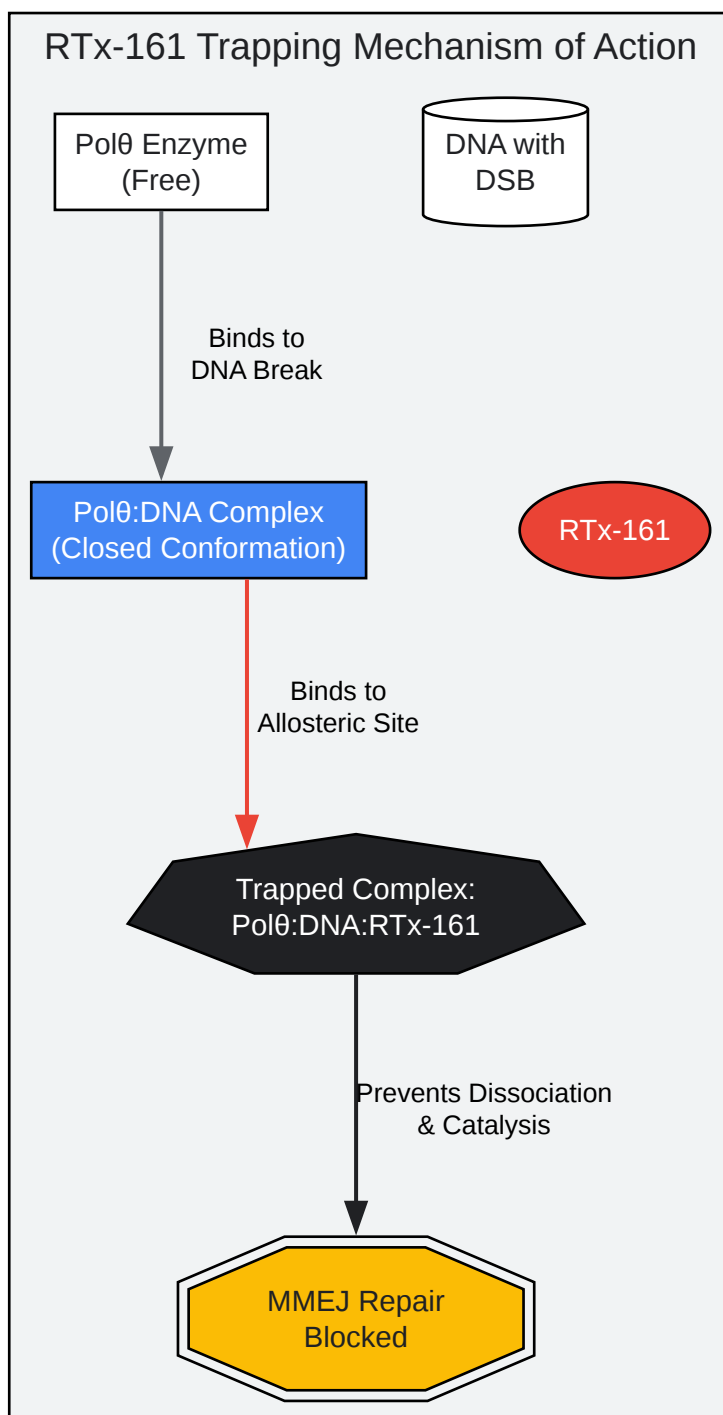 RTx-161 Trapping Mechanism of Action
Polθ Enzyme
(Free)
DNA with
DSB
Binds to
DNA Break
Polθ:DNA Complex
(Closed Conformation)
RTx-161
Binds to
Allosteric Site
Trapped Complex:
Polθ:DNA:RTx-161
Prevents Dissociation
& Catalysis
MMEJ Repair
Blocked